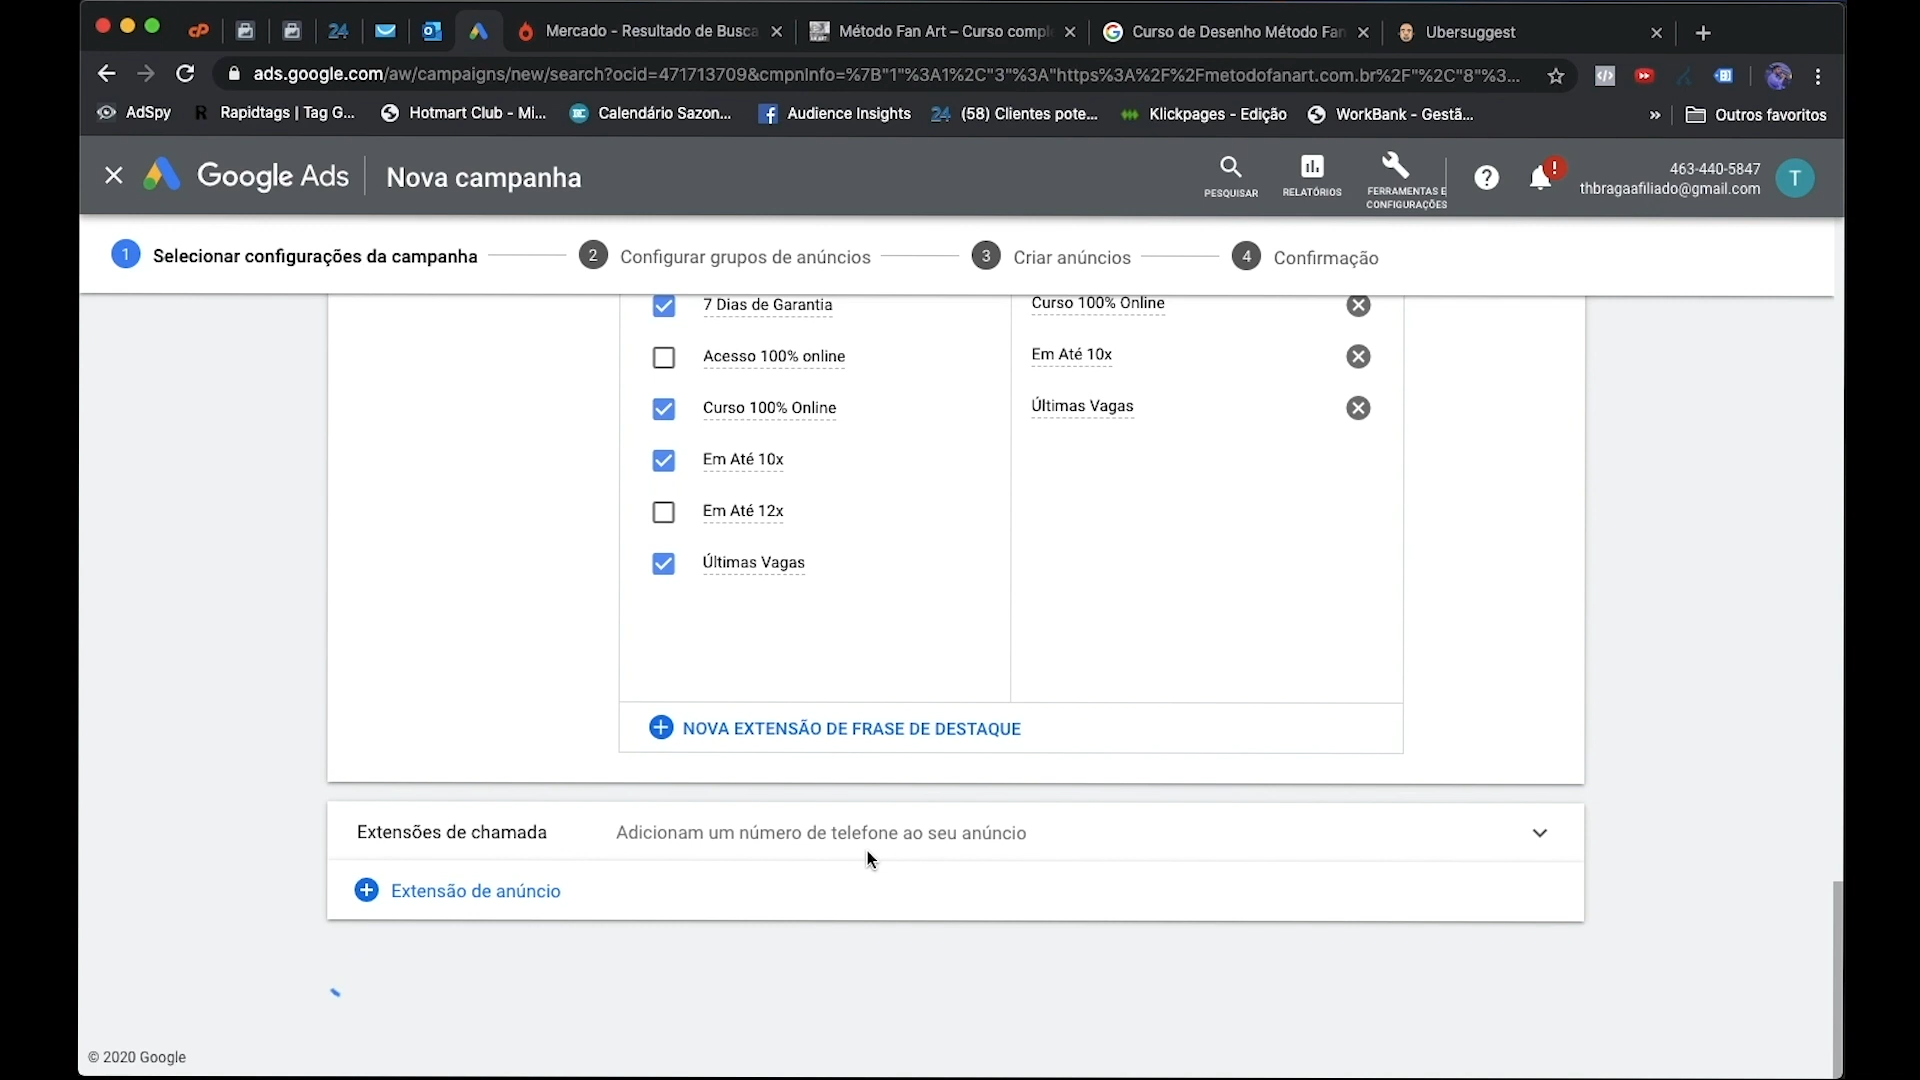 Mercado - Resultado de Busca
Método Fan Art – Curso compl
Curso de Desenho Método Fan
Ubersuggest
ads.google.com/aw/campaigns/new/search?ocid=471713709&cmpnInfo=%7B"1"%3A1%2C"3"%3A"https%3A%2F%2Fmetodofanart.com.br%2F"%2C"8"%3...
AdSpy
Rapidtags | Tag G...
Hotmart Club - Mi...
Calendário Sazon...
Audience Insights
24 (58) Clientes pote...
Klickpages - Edição
WorkBank - Gestã...
»
Outros favoritos
Google Ads
Nova campanha
PESQUISAR
RELATÓRIOS
FERRAMENTAS E
CONFIGURAÇÕES
463-440-5847
thbragaafiliado@gmail.com
T
1 Selecionar configurações da campanha
2 Configurar grupos de anúncios
3 Criar anúncios
4 Confirmação
7 Dias de Garantia
Acesso 100% online
Curso 100% Online
Em Até 10x
Em Até 12x
Últimas Vagas
Curso 100% Online
Em Até 10x
Últimas Vagas
NOVA EXTENSÃO DE FRASE DE DESTAQUE
Extensões de chamada
Adicionam um número de telefone ao seu anúncio
Extensão de anúncio
© 2020 Google